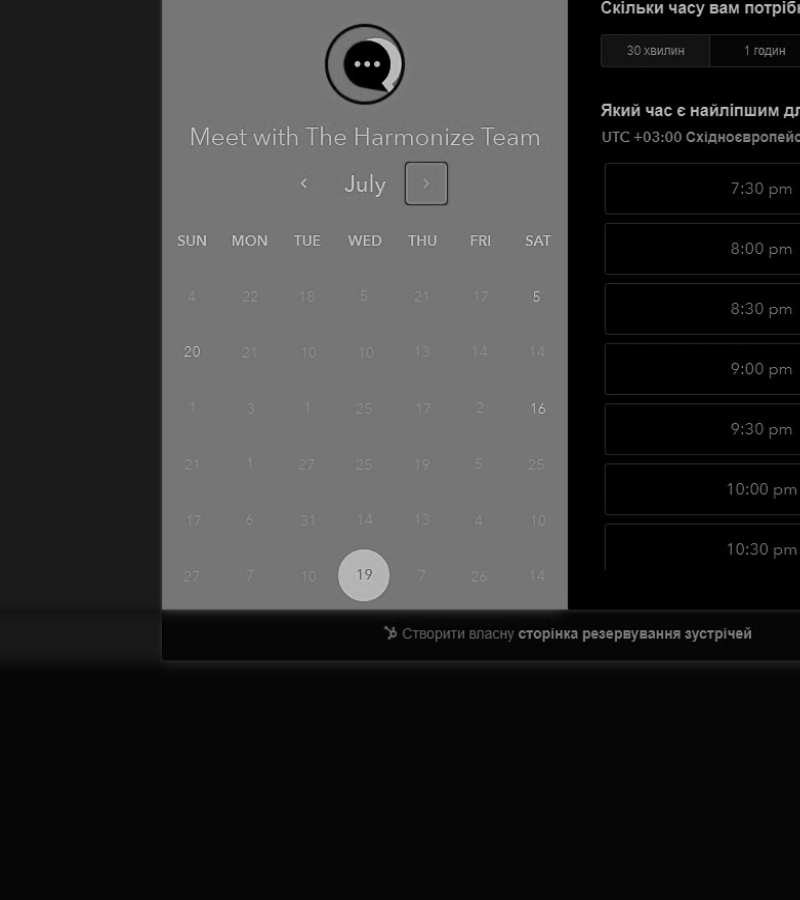 Meet with The Harmonize Team
July
SUN MON TUE WED THU FRI SAT
4 22 18 5 21 17 5
20 21 10 10 13 14 14
1 3 1 25 17 2 16
21 1 27 25 19 5 25
17 6 31 14 13 4 10
27 7 10 19 7 26 14
Скільки часу вам
30 хвилин 1 годин
Який час є найліпшим
UTC +03:00
7:30 pm
8:00 pm
8:30 pm
9:00 pm
9:30 pm
10:00 pm
10:30 pm
Створити власну сторінка резервування зустрічей